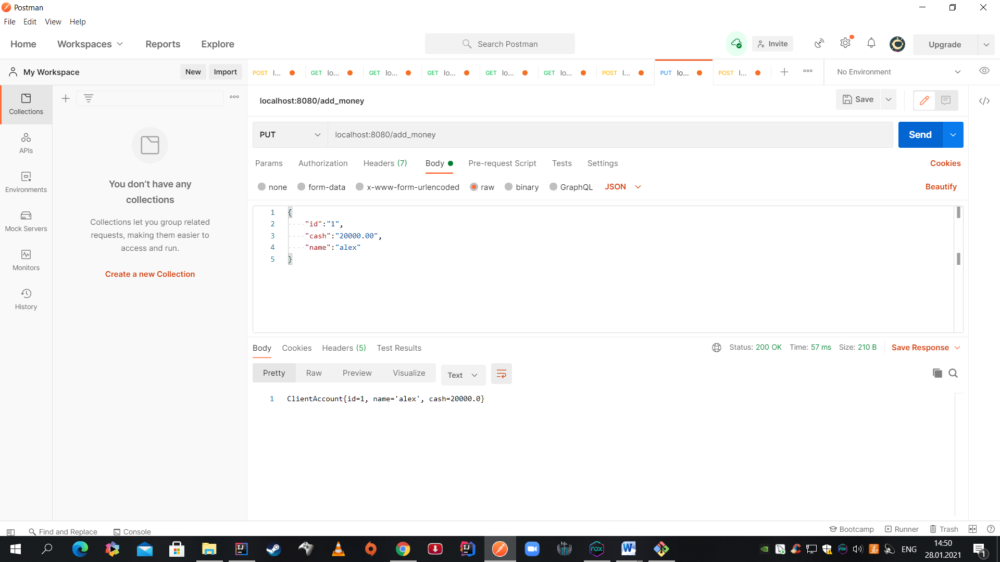 Postman
File Edit View Help
Home Workspaces Reports Explore
Search Postman
Invite
Upgrade
My Workspace
New Import
POST l... GET lo... GET lo... GET lo... GET lo... GET lo... POST l... PUT lo... POST l...
No Environment
Collections
APIs
Environments
Mock Servers
Monitors
History
You don’t have any
collections
Collections let you group related
requests, making them easier to
access and run.
Create a new Collection
localhost:8080/add_money
Save
PUT localhost:8080/add_money
Send
Params Authorization Headers (7) Body Pre-request Script Tests Settings Cookies
none form-data x-www-form-urlencoded raw binary GraphQL JSON Beautify
1 {
2 "id":"1",
3 "cash":"20000.00",
4 "name":"alex"
5 }
Body Cookies Headers (5) Test Results
Status: 200 OK Time: 57 ms Size: 210 B Save Response
Pretty Raw Preview Visualize Text
1 ClientAccount{id=1, name='alex', cash=20000.0}
Find and Replace Console
Bootcamp Runner Trash
ENG
14:50
28.01.2021
1